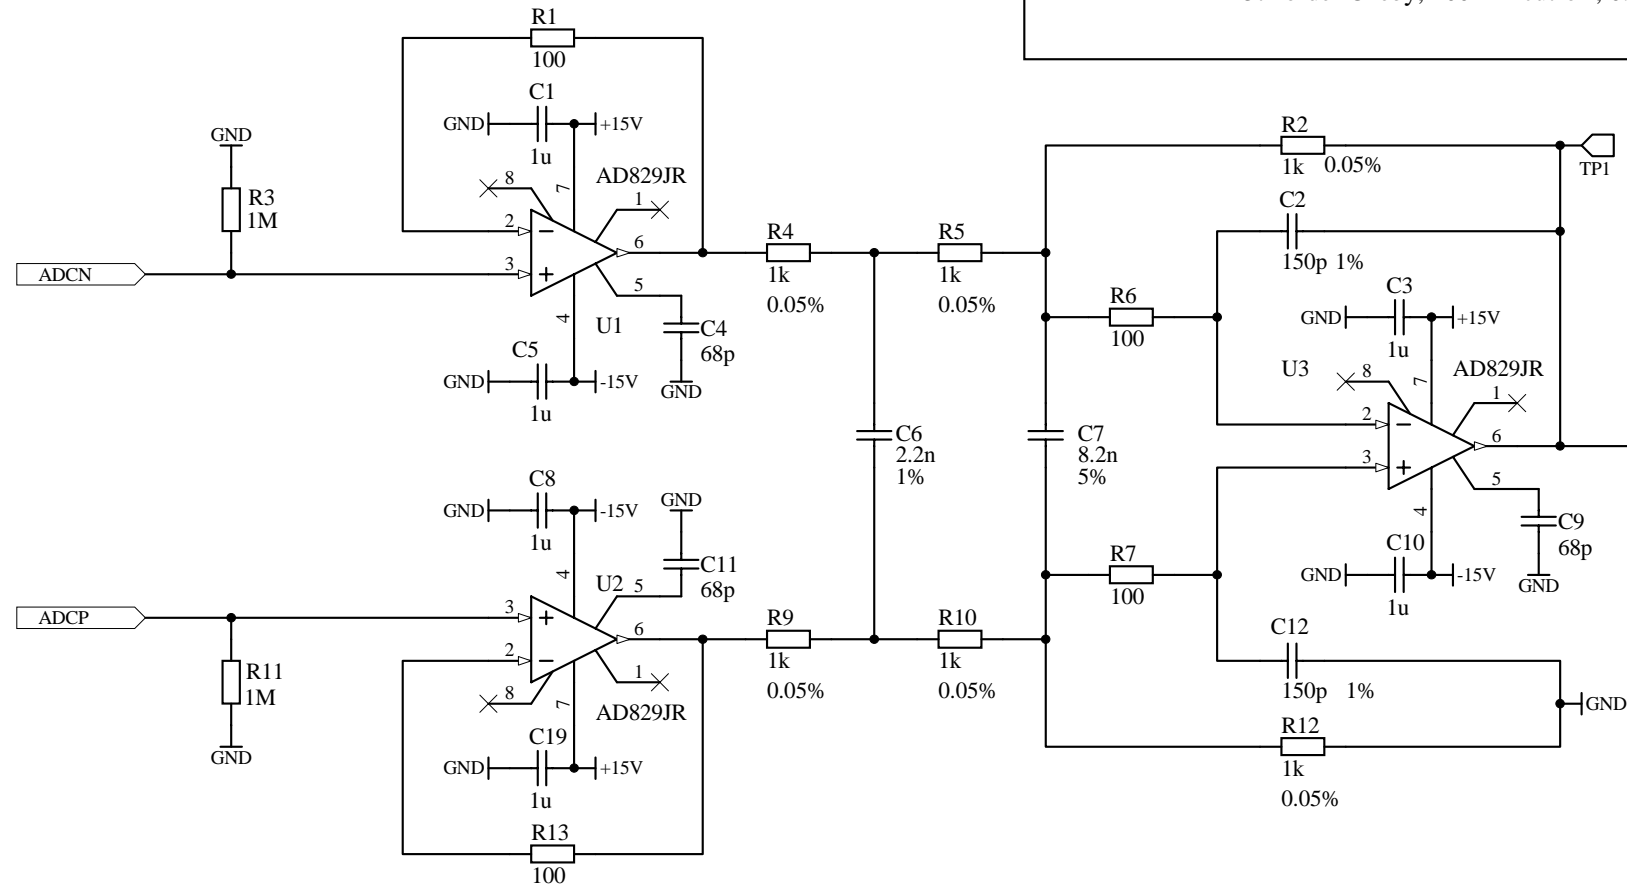 R1
100
C1
GND
+15V
1u
GND
R3
1M
8
7
AD829JR
1
2
6
3
5
4
U1
C4
68p
GND
ADCN
C5
GND
-15V
1u
R4
1k
0.05%
R5
1k
0.05%
R2
1k
0.05%
TP1
C2
150p
1%
R6
100
C3
GND
+15V
1u
U3
8
7
AD829JR
1
2
6
3
5
4
C9
68p
GND
C10
GND
-15V
1u
C6
2.2n
1%
C7
8.2n
5%
C8
GND
-15V
1u
GND
C11
68p
4
U2
5
3
6
2
1
8
7
AD829JR
ADCP
R11
1M
GND
C19
GND
+15V
1u
R13
100
R9
1k
0.05%
R10
1k
0.05%
R7
100
C12
150p
1%
GND
R12
1k
0.05%